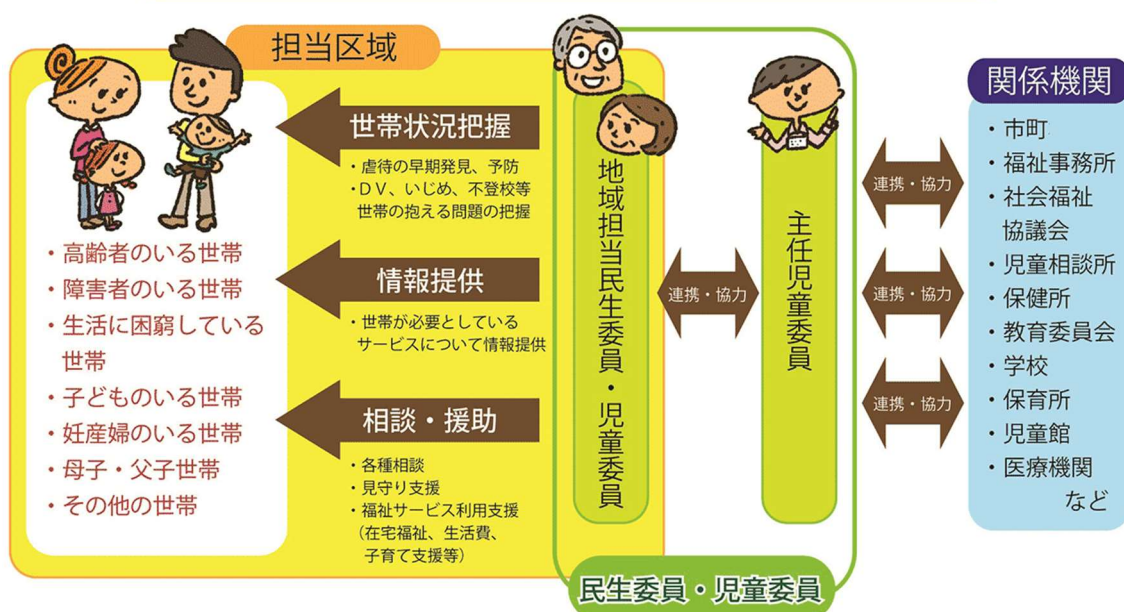 担当区域
・高齢者のいる世帯
・障害者のいる世帯
・生活に困窮している
世帯
・子どものいる世帯
・妊産婦のいる世帯
・母子・父子世帯
・その他の世帯
世帯状況把握
・虐待の早期発見、予防
・DV、いじめ、不登校等
世帯の抱える問題の把握
情報提供
・世帯が必要としている
サービスについて情報提供
相談・援助
・各種相談
・見守り支援
・福祉サービス利用支援
(在宅福祉、生活費、
子育て支援等)
地域担当民生委員・児童委員
連携・協力
主任児童委員
民生委員・児童委員
連携・協力
連携・協力
連携・協力
関係機関
・市町
・福祉事務所
・社会福祉
協議会
・児童相談所
・保健所
・教育委員会
・学校
・保育所
・児童館
・医療機関
など